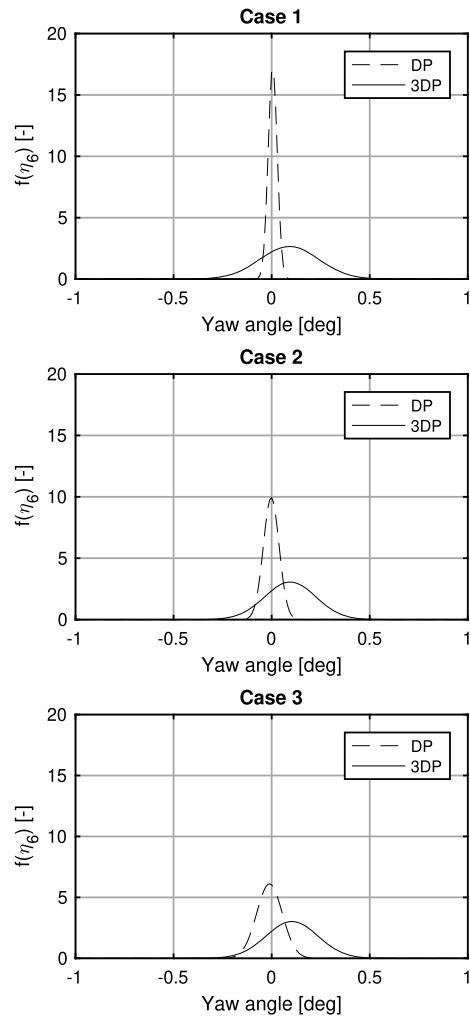 Case 1
20
DP
3DP
15
10
5
0
f(η6) [-]
-1 -0.5 0 0.5 1
Yaw angle [deg]
Case 2
20
DP
3DP
15
10
5
0
f(η6) [-]
-1 -0.5 0 0.5 1
Yaw angle [deg]
Case 3
20
DP
3DP
15
10
5
0
f(η6) [-]
-1 -0.5 0 0.5 1
Yaw angle [deg]